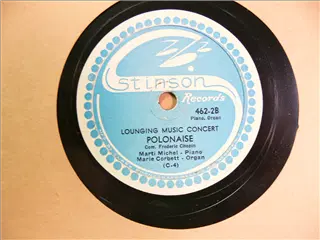 Stinson
Records
462-2B
Piano, Organ
LOUNGING MUSIC CONCERT
POLONAISE
Com. Frederic Chopin
Marti Michel - Piano
Marie Corbett - Organ
(C-4)